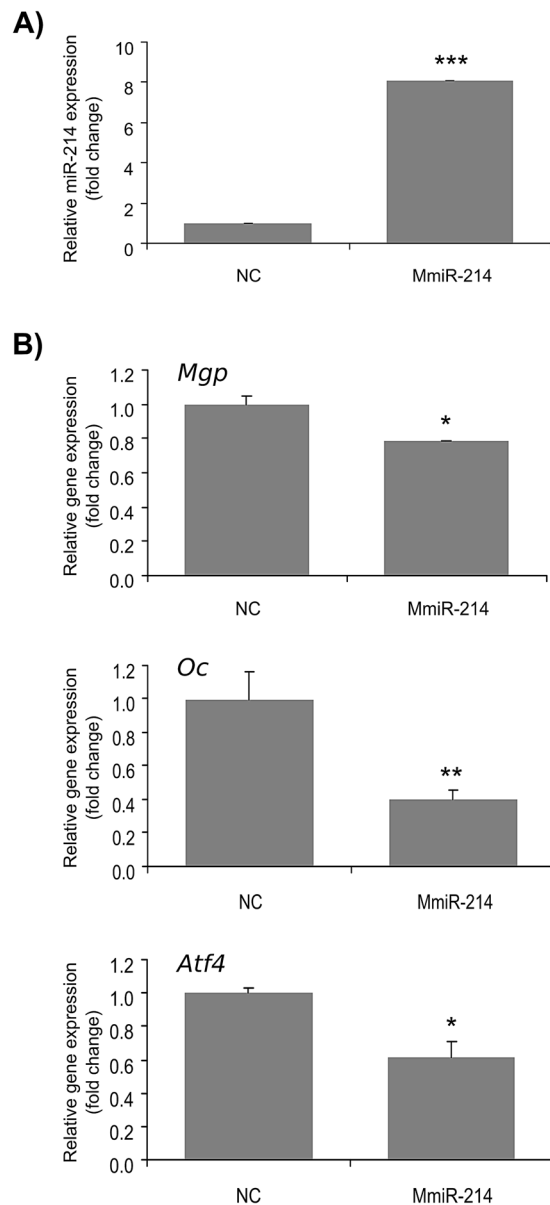 A)
Relative miR-214 expression
(fold change)
10
8
6
4
2
0
***
NC
MmiR-214
B)
Mgp
Relative gene expression
(fold change)
1.2
1.0
0.8
0.6
0.4
0.2
0.0
*
NC
MmiR-214
Oc
Relative gene expression
(fold change)
1.2
1.0
0.8
0.6
0.4
0.2
0.0
**
NC
MmiR-214
Atf4
Relative gene expression
(fold change)
1.2
1.0
0.8
0.6
0.4
0.2
0.0
*
NC
MmiR-214